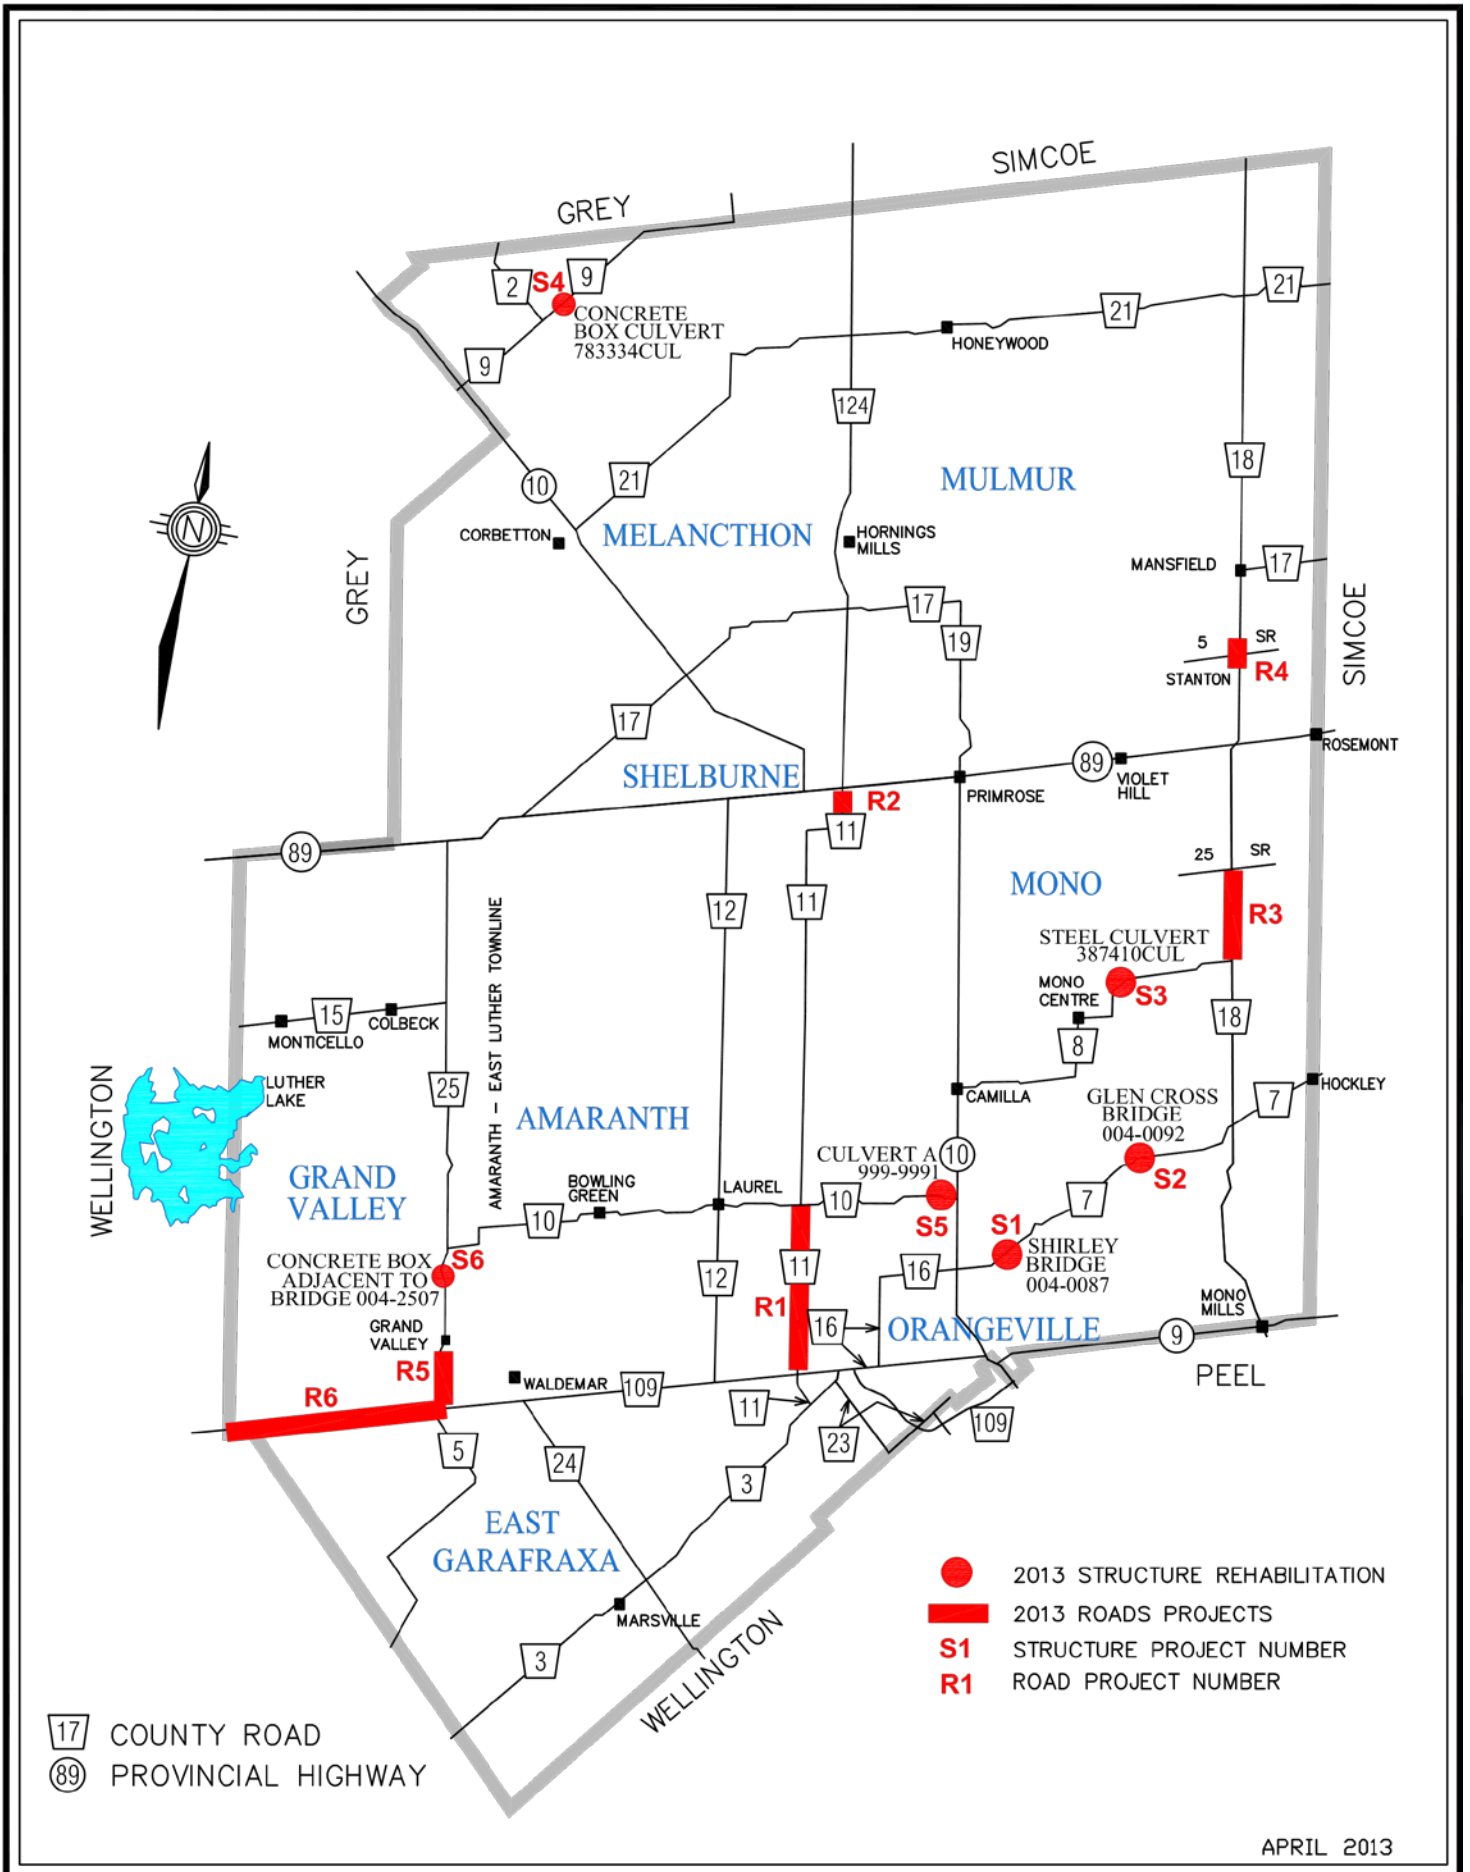 SIMCOE
GREY
2
S4
9
CONCRETE
BOX CULVERT
783334CUL
9
21
21
HONEYWOOD
124
18
10
21
MULMUR
CORBETTON
MELANCTHON
HORNINGS
MILLS
GREY
N
MANSFIELD
17
17
19
SIMCOE
5 SR
R4
STANTON
17
ROSEMONT
SHELBURNE
89
VIOLET
HILL
PRIMROSE
R2
11
89
25 SR
MONO
12
11
R3
AMARANTH - EAST LUTHER TOWNLINE
STEEL CULVERT
387410CUL
MONO
CENTRE
S3
15
COLBECK
MONTICELLO
18
8
WELLINGTON
LUTHER
LAKE
25
CAMILLA
HOCKLEY
7
GLEN CROSS
BRIDGE
004-0092
AMARANTH
GRAND
VALLEY
CULVERT A
999-9991
10
S2
BOWLING
GREEN
LAUREL
10
10
7
S5
S1
SHIRLEY
BRIDGE
004-0087
S6
CONCRETE BOX
ADJACENT TO
BRIDGE 004-2507
12
11
16
R1
16
MONO
MILLS
ORANGEVILLE
9
GRAND
VALLEY
R5
PEEL
R6
WALDEMAR
109
11
23
109
5
24
3
EAST
GARAFRAXA
MARSVILLE
3
WELLINGTON
2013 STRUCTURE REHABILITATION
2013 ROADS PROJECTS
S1 STRUCTURE PROJECT NUMBER
R1 ROAD PROJECT NUMBER
17 COUNTY ROAD
89 PROVINCIAL HIGHWAY
APRIL 2013